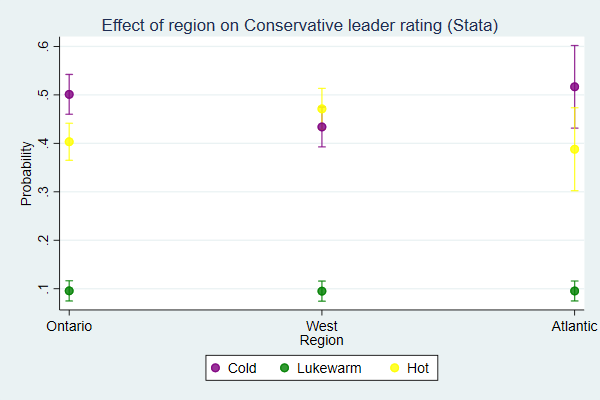 Effect of region on Conservative leader rating (Stata)
.6
.5
.4
.3
.2
.1
Probability
Ontario West Atlantic
Region
Cold Lukewarm Hot